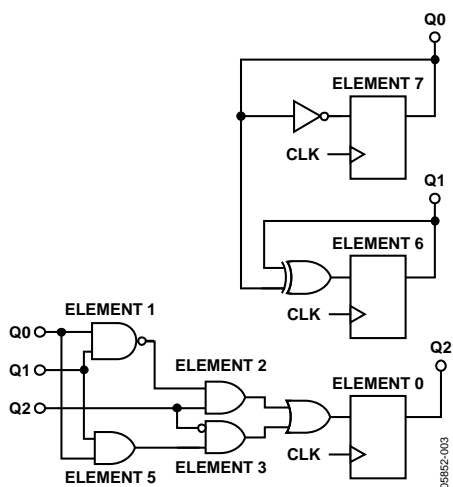 Q0
ELEMENT 7
CLK
Q1
ELEMENT 6
CLK
ELEMENT 1
Q0
ELEMENT 2
Q1
Q2
ELEMENT 0
Q2
ELEMENT 5
ELEMENT 3
CLK
05852-003